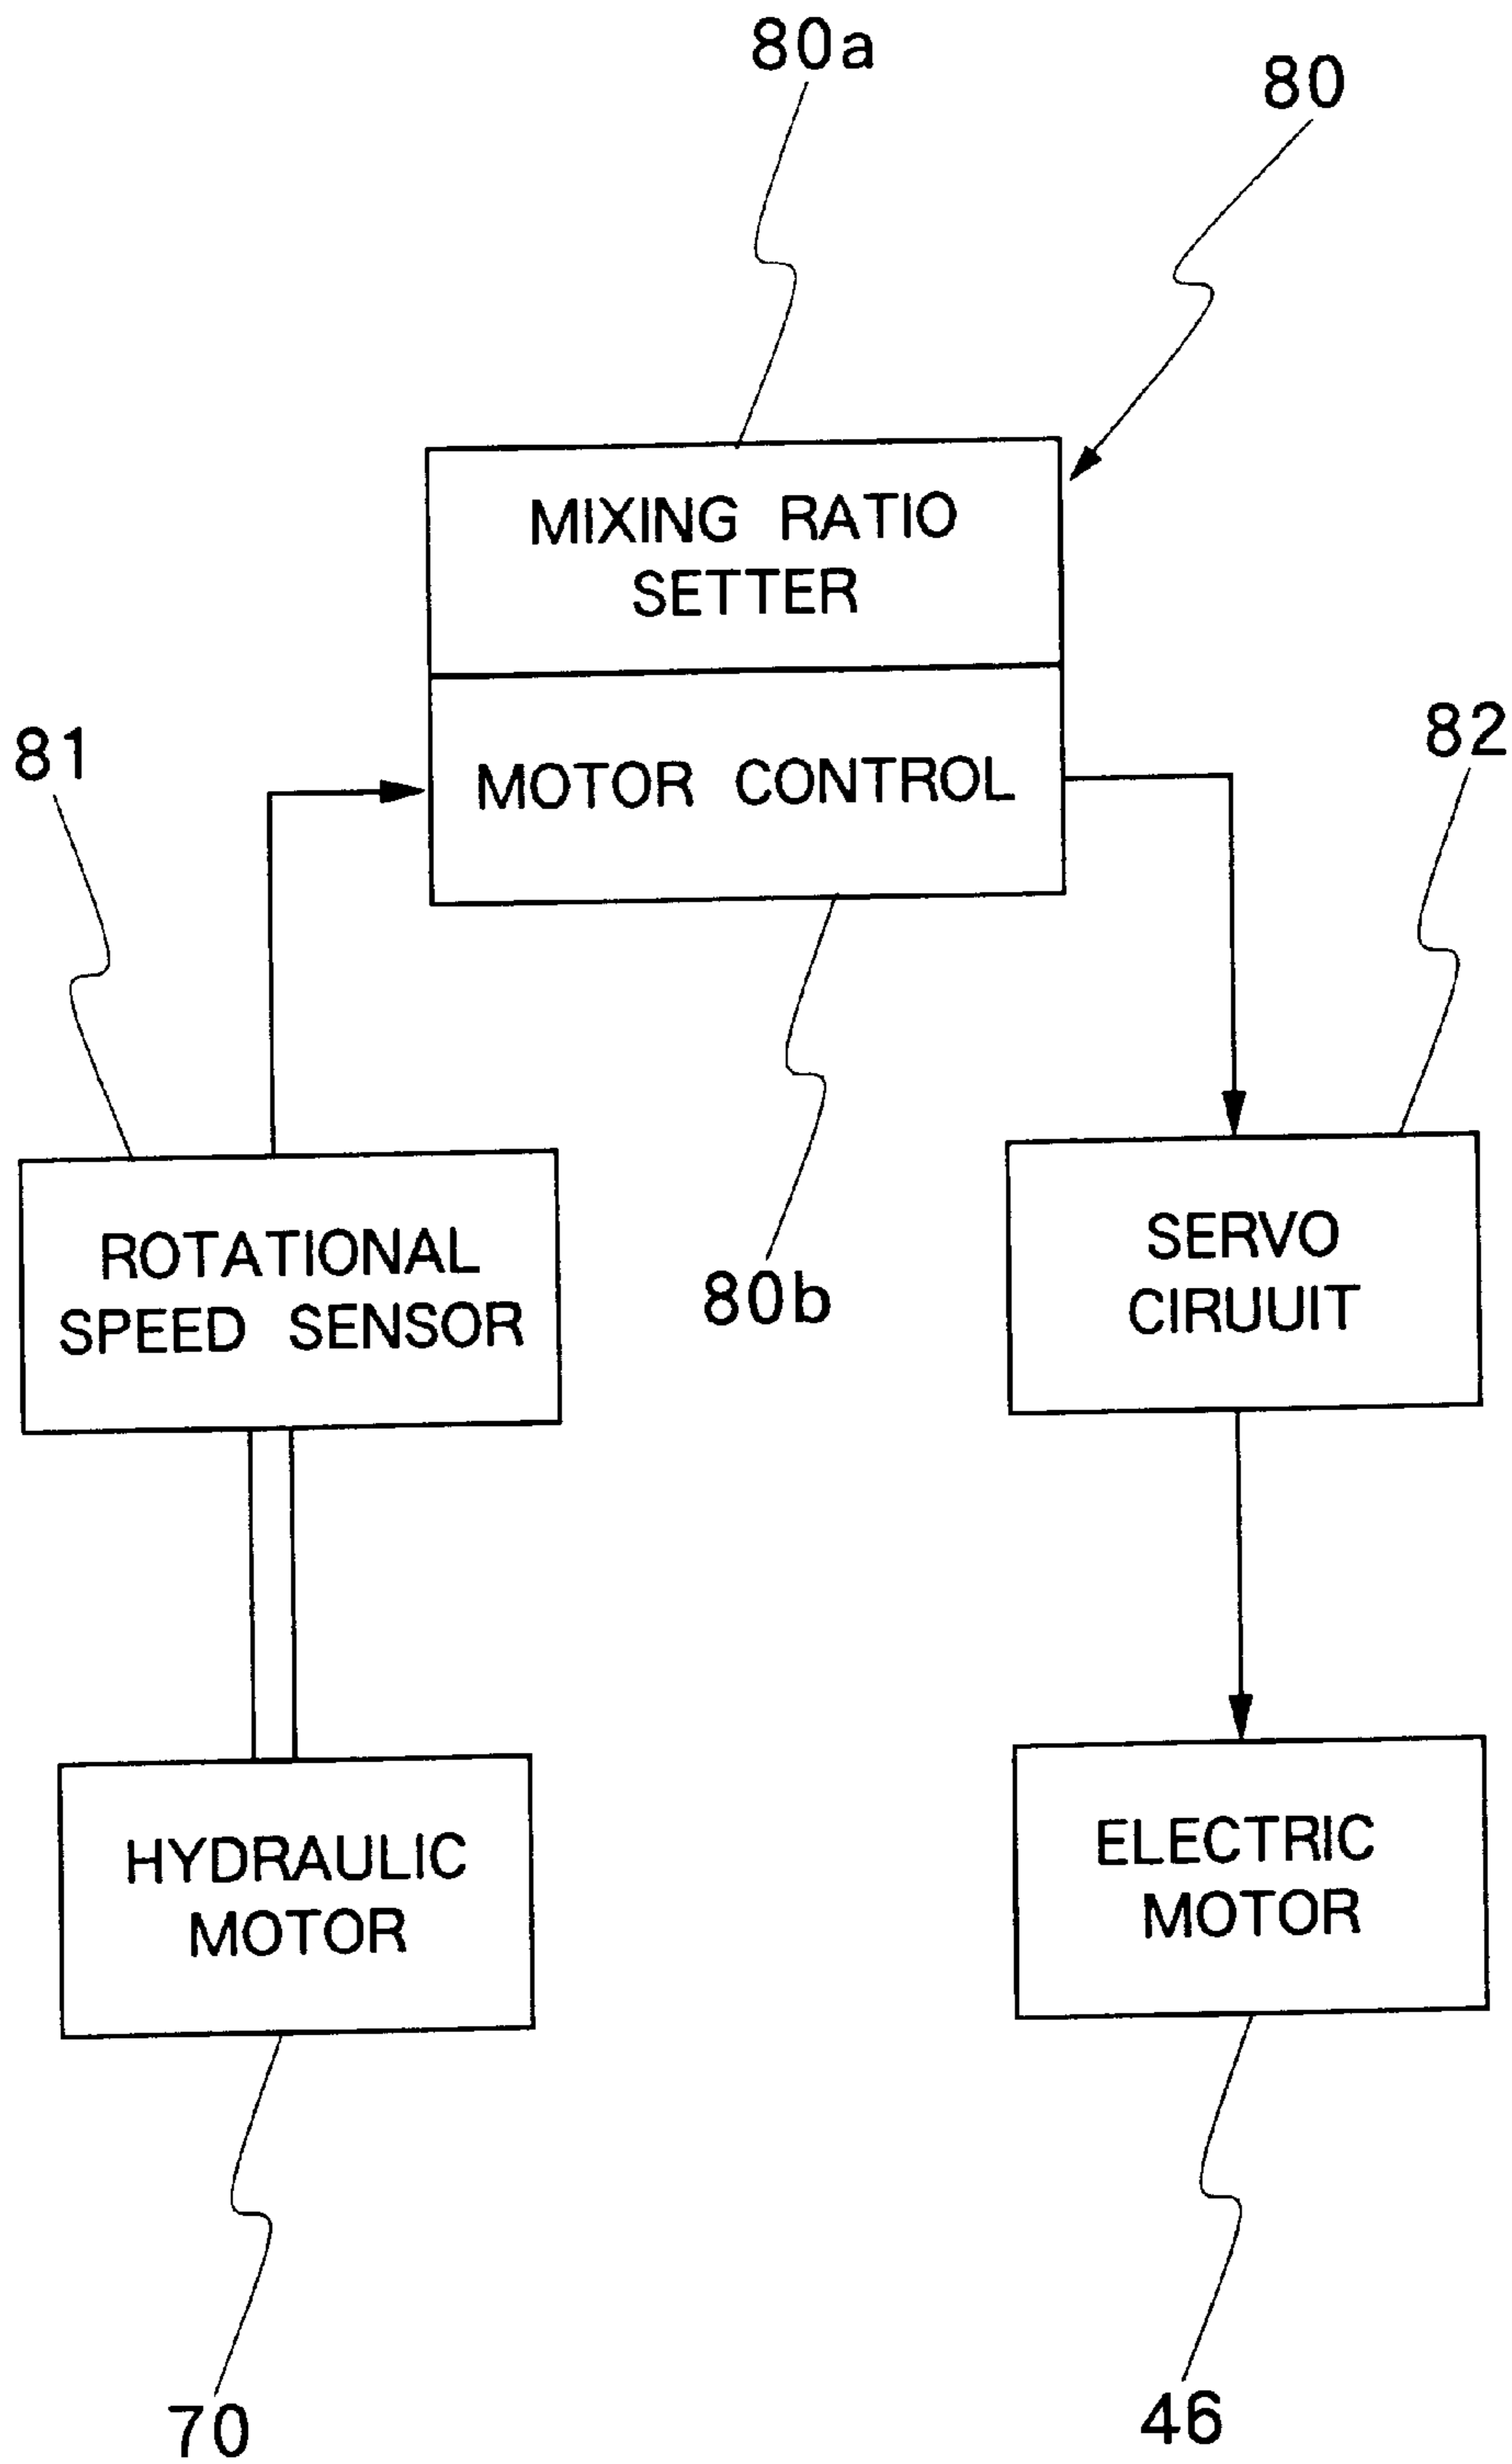 80a
80
MIXING RATIO
SETTER
81
82
MOTOR CONTROL
ROTATIONAL
SPEED SENSOR
80b
SERVO
CIRUUIT
HYDRAULIC
MOTOR
ELECTRIC
MOTOR
70
46